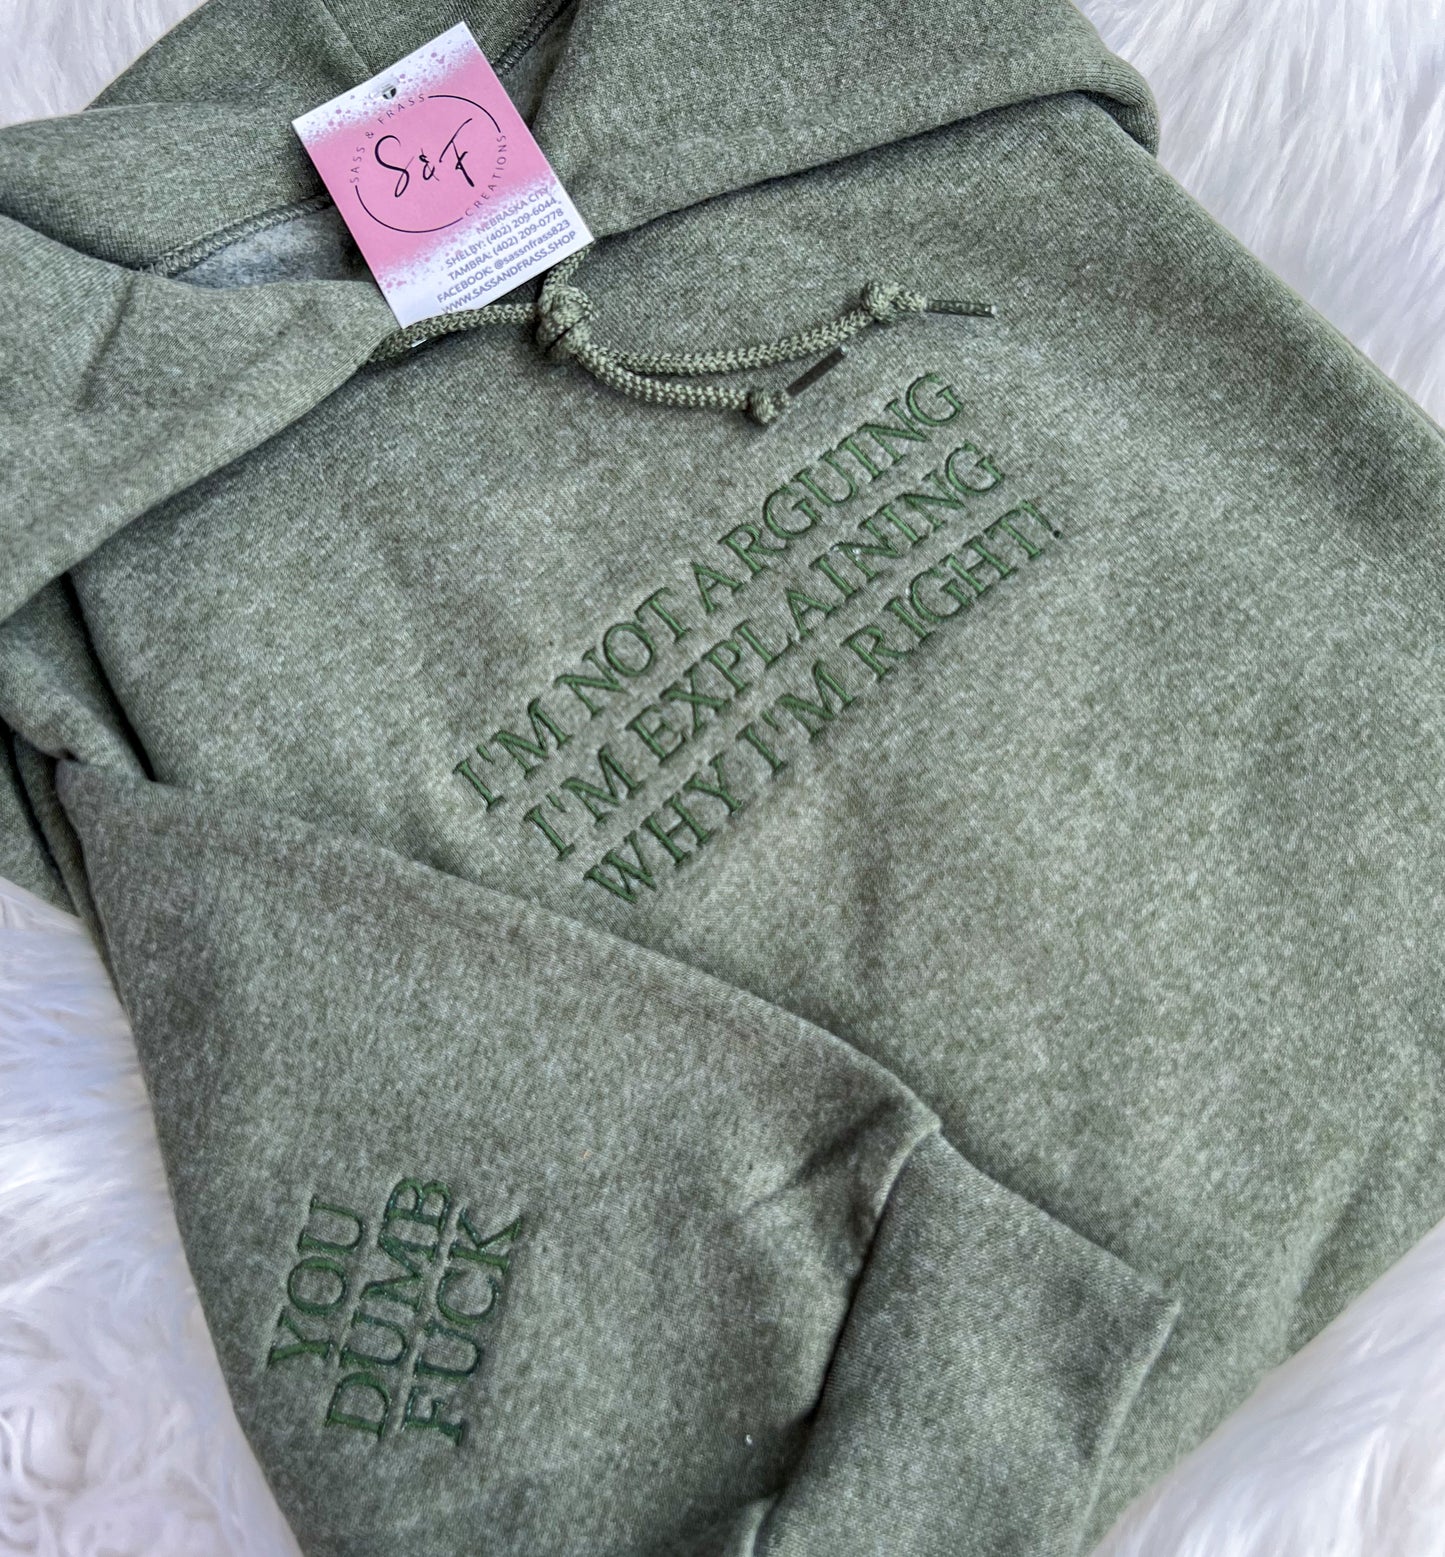 SASS & FRASS
S & F
CREATIONS
NEBRASKA CITY
SHELBY: (402) 209-6044
TAMBRA: (402) 209-0778
FACEBOOK: @sassnfrass823
WWW.SASSANDFRASS.SHOP
I'M NOT ARGUING
I'M EXPLAINING
WHY I'M RIGHT!
YOU
DUMB
FUCK